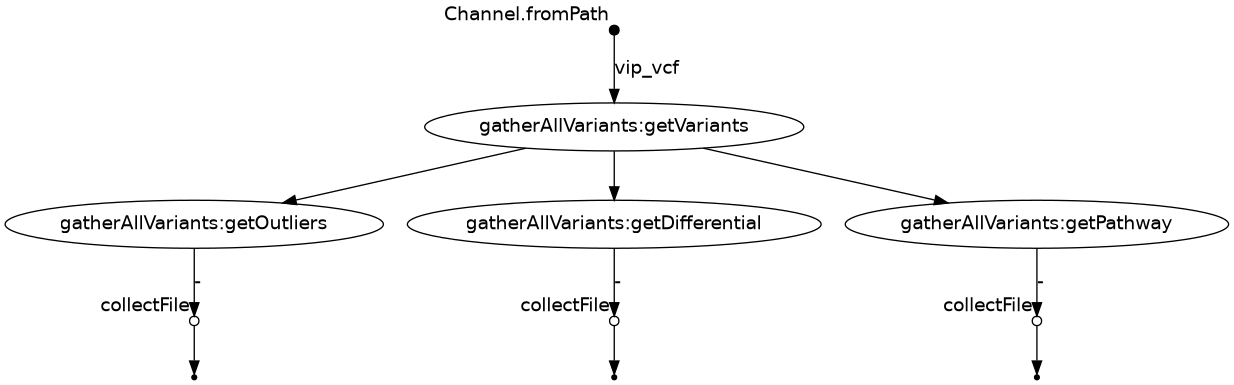 Channel.fromPath
vip_vcf
gatherAllVariants:getVariants
gatherAllVariants:getOutliers
gatherAllVariants:getDifferential
gatherAllVariants:getPathway
-
-
-
collectFile
collectFile
collectFile